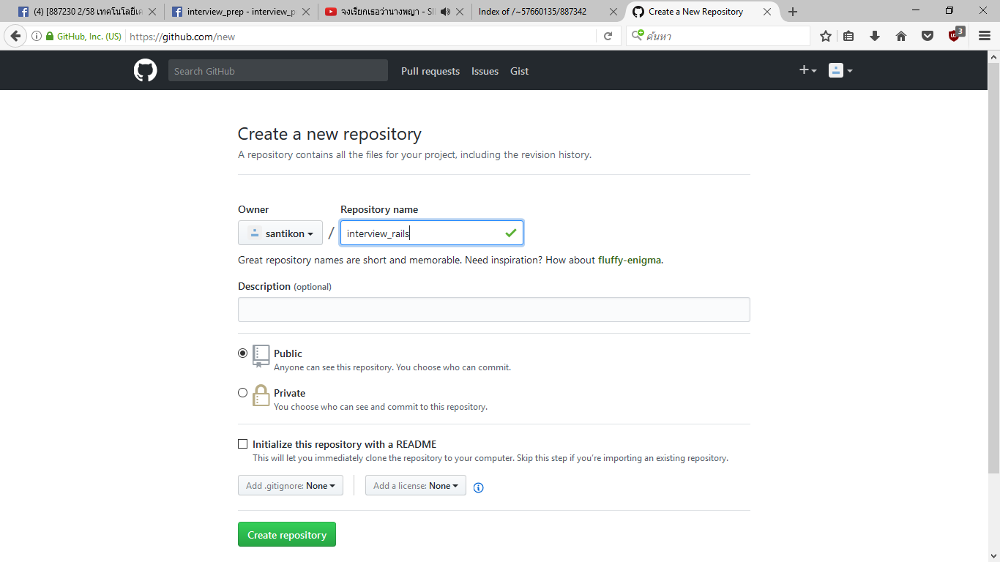 (4) [887230 2/58 เทคโนโลยีเค
interview_prep - interview_p
จงเรียกเธอว่านางพญา - SI
Index of /~57660135/887342
Create a New Repository
GitHub, Inc. (US)
https://github.com/new
ค้นหา
3
Search GitHub
Pull requests
Issues
Gist
Create a new repository
A repository contains all the files for your project, including the revision history.
Owner
Repository name
santikon
/
interview_rails
Great repository names are short and memorable. Need inspiration? How about fluffy-enigma.
Description (optional)
Public
Anyone can see this repository. You choose who can commit.
Private
You choose who can see and commit to this repository.
Initialize this repository with a README
This will let you immediately clone the repository to your computer. Skip this step if you're importing an existing repository.
Add .gitignore: None
Add a license: None
Create repository